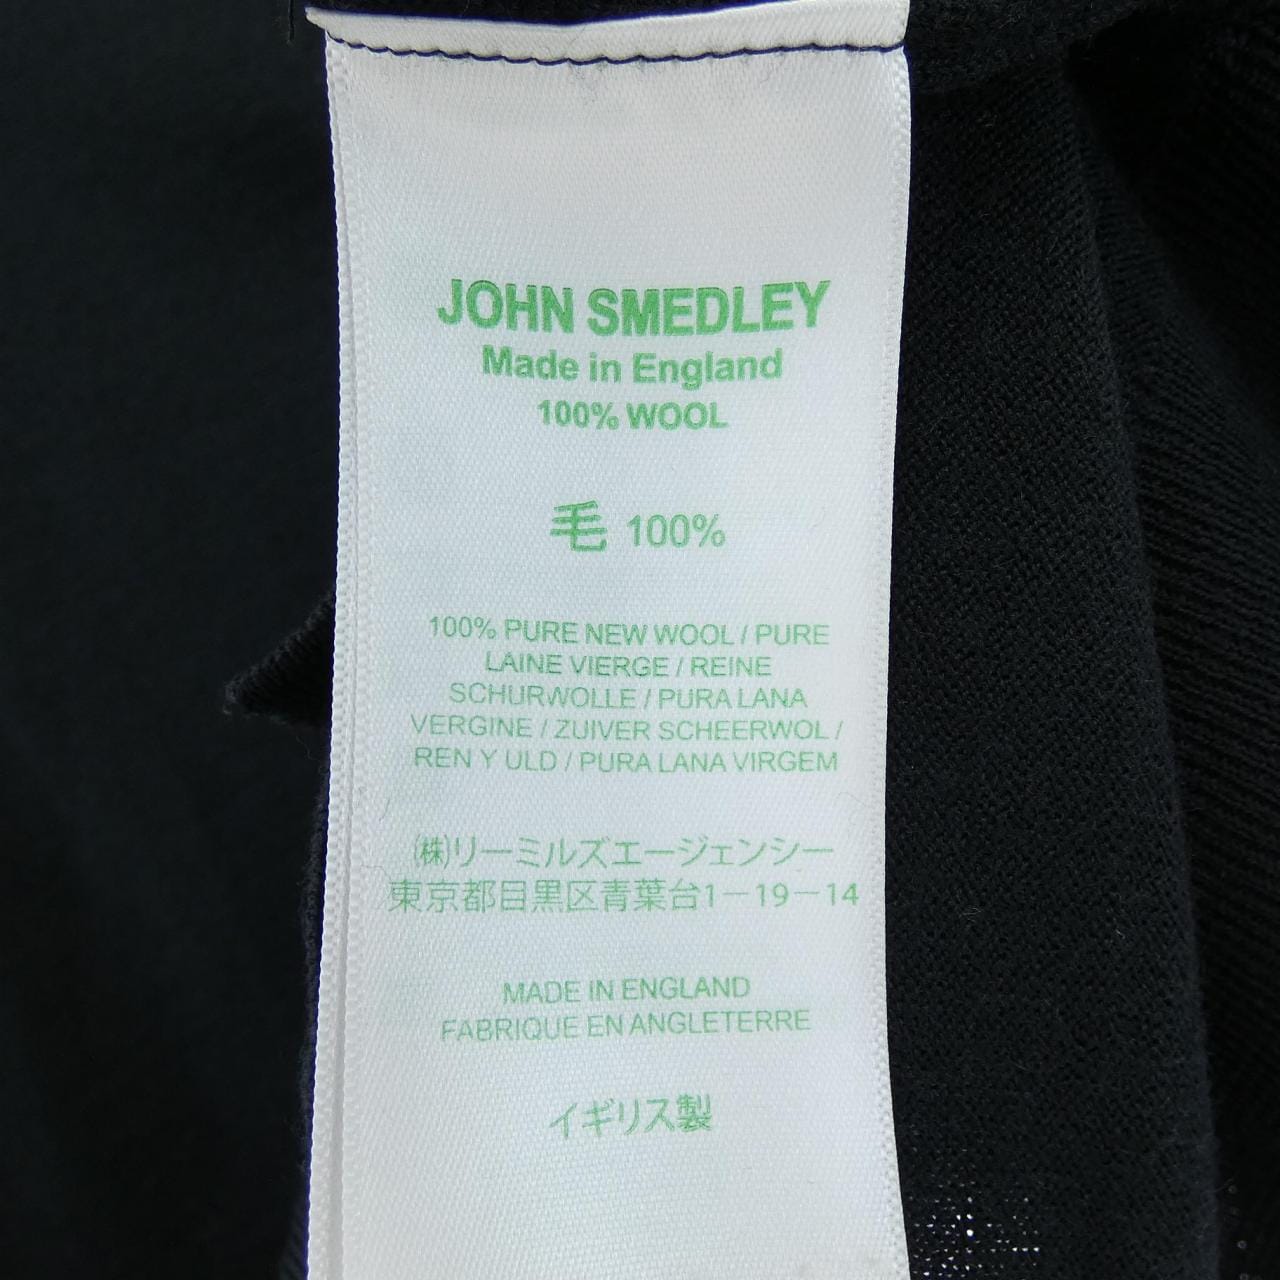 JOHN SMEDLEY
Made in England
100% WOOL
毛 100%
100% PURE NEW WOOL / PURE
LAINE VIERGE / REINE
SCHURWOLLE / PURA LANA
VERGINE / ZUIVER SCHEERWOL /
REN Y ULD / PURA LANA VIRGEM
㈱リーミルズエージェンシー
東京都目黒区青葉台1－19－14
MADE IN ENGLAND
FABRIQUE EN ANGLETERRE
イギリス製